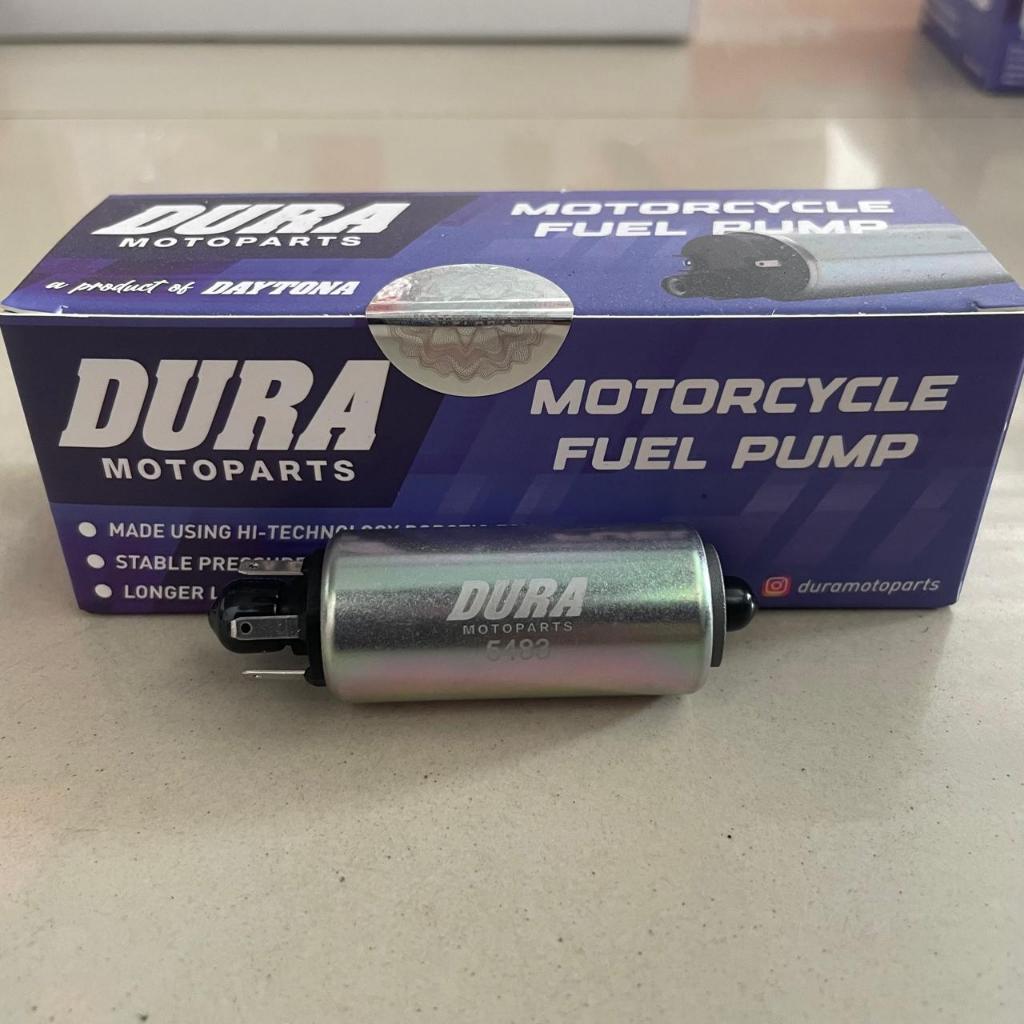 DURA
MOTOPARTS
a product of DAYTONA
MOTORCYCLE
FUEL PUMP
DURA
MOTOPARTS
MOTORCYCLE
FUEL PUMP
MADE USING HI-TECHNOLOGY
STABLE
LONGER
duramotoparts
DURA
MOTOPARTS
5483